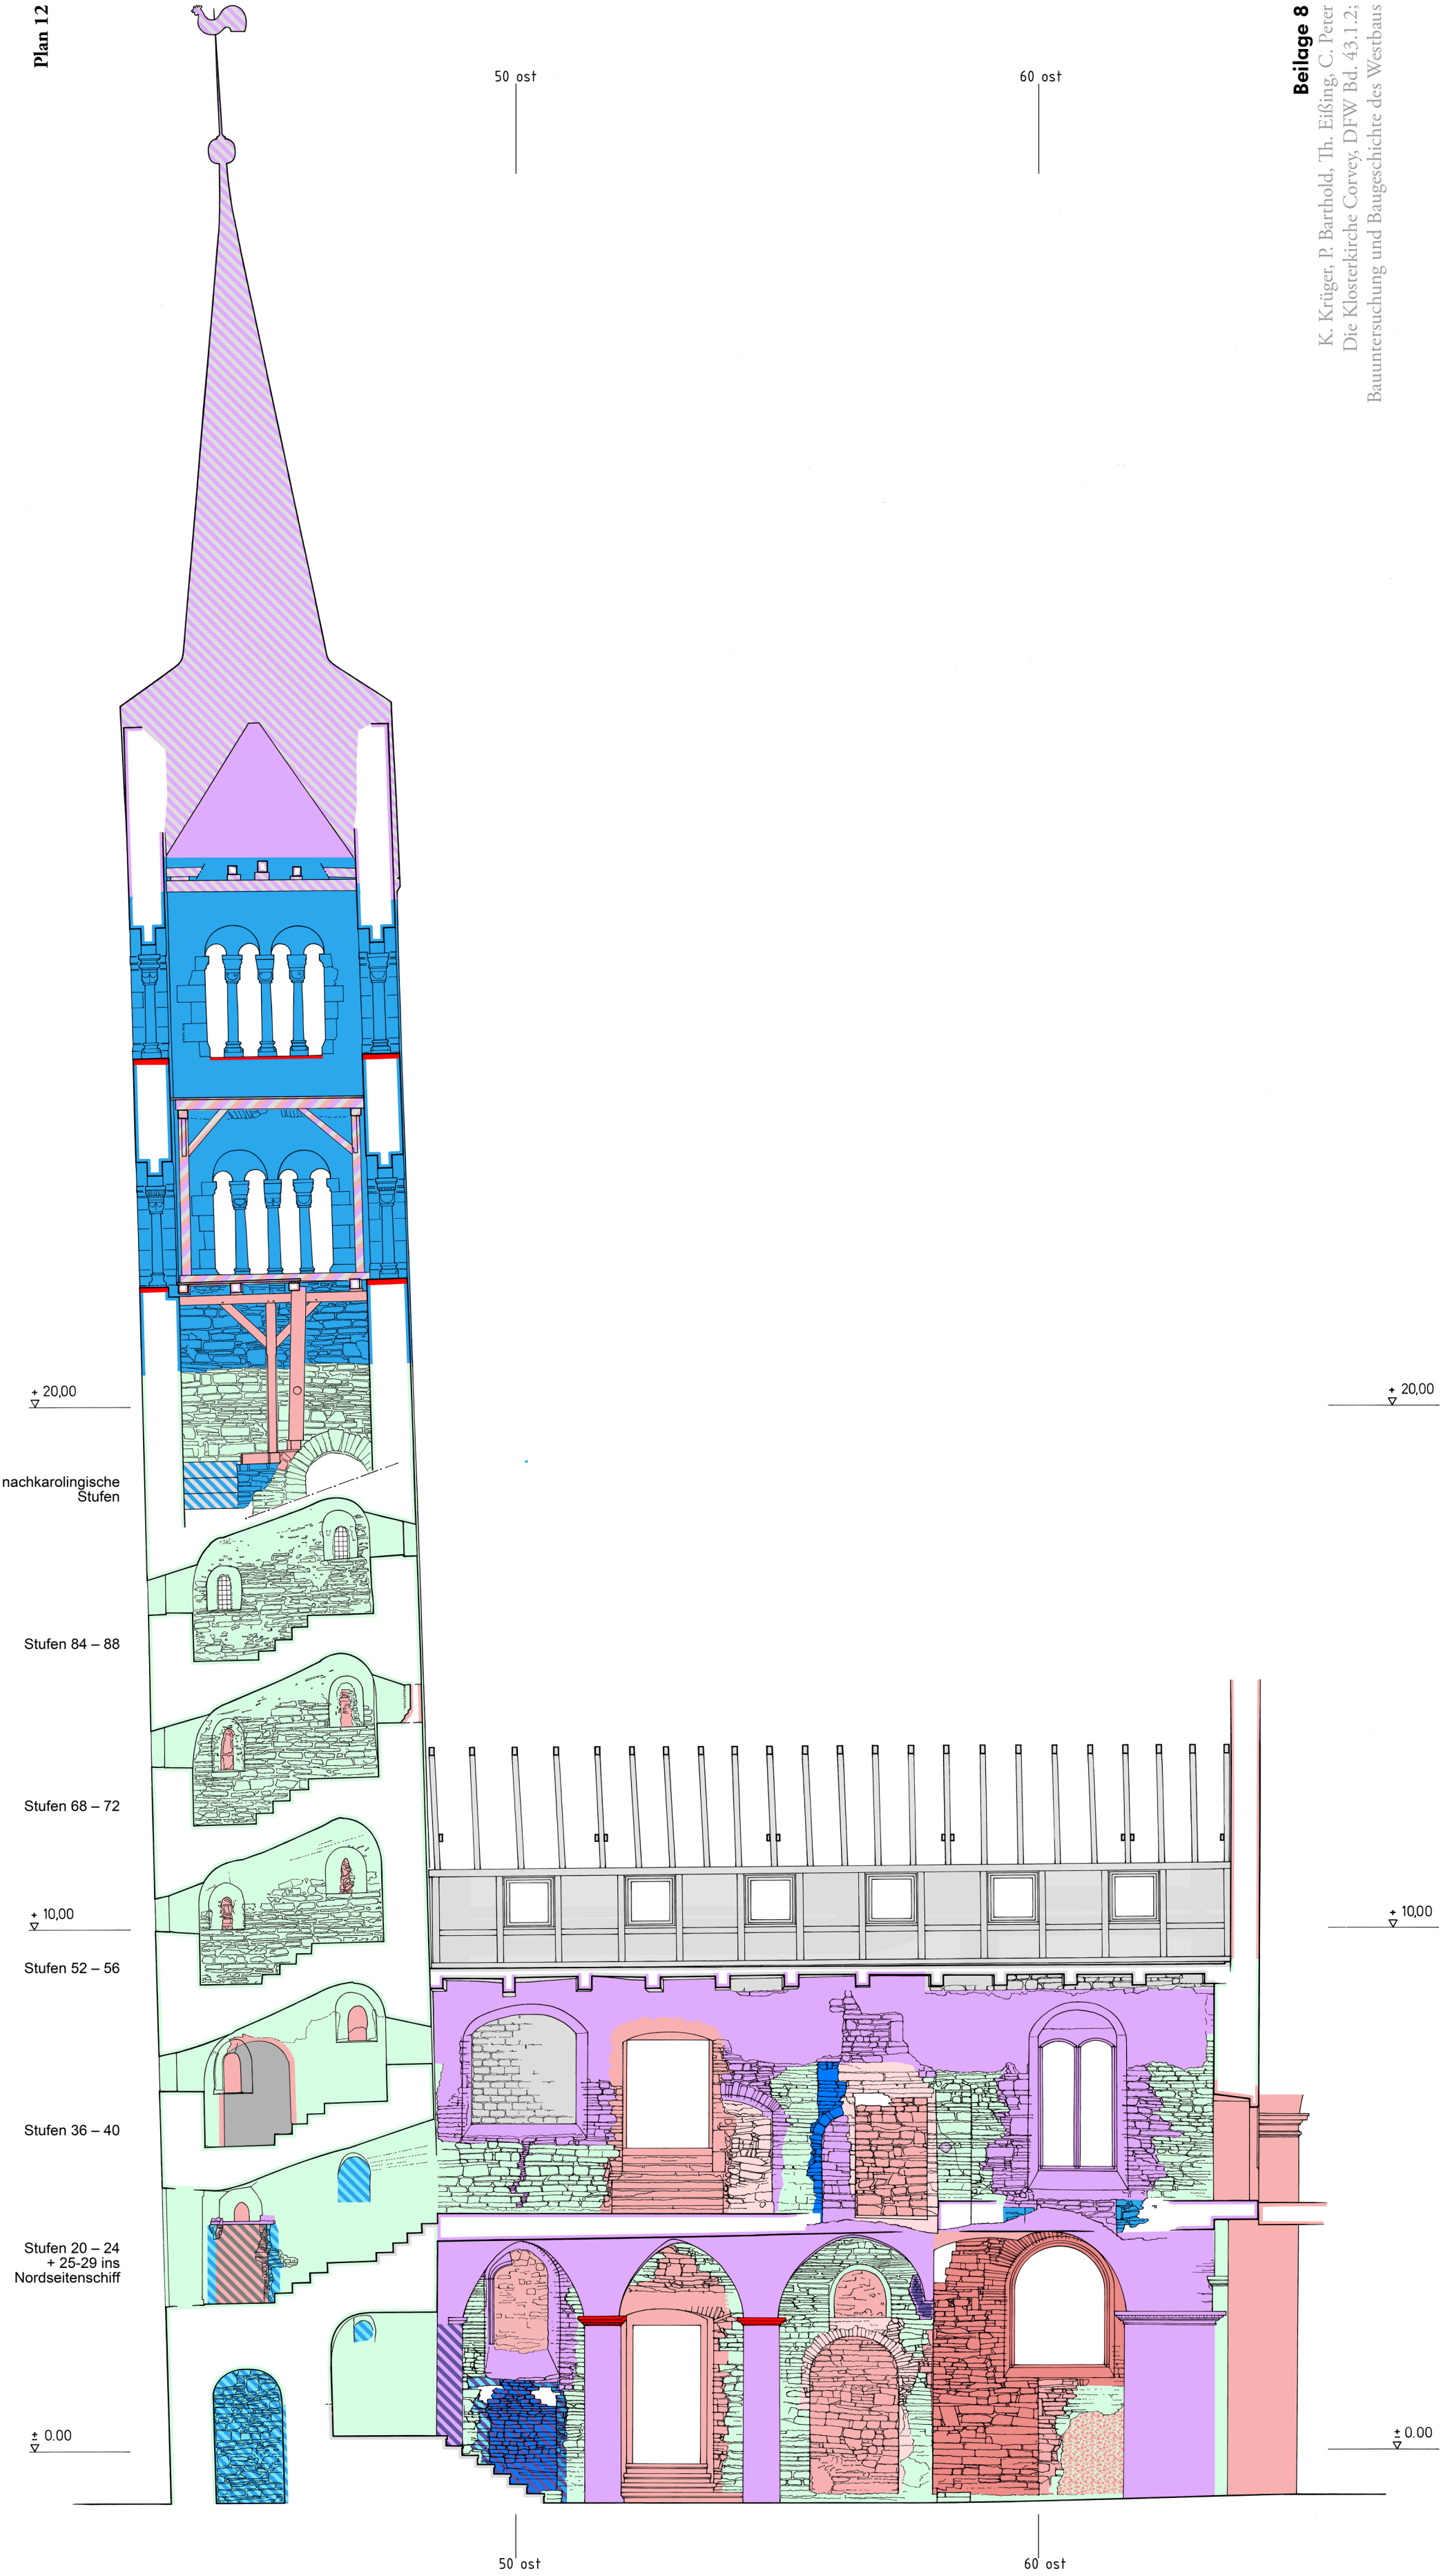 Plan 12
Beilage 8
K. Krüger, P. Barthold, Th. Eißing, C. Peter
Die Klosterkirche Corvey, DFW Bd. 43.1.2;
Bauuntersuchung und Baugeschichte des Westbaus
50 ost
60 ost
+ 20,00
+ 20,00
nachkarolingische
Stufen
Stufen 84 – 88
Stufen 68 – 72
+ 10,00
+ 10,00
Stufen 52 – 56
Stufen 36 – 40
Stufen 20 – 24
+ 25-29 ins
Nordseitenschiff
± 0.00
± 0.00
50 ost
60 ost